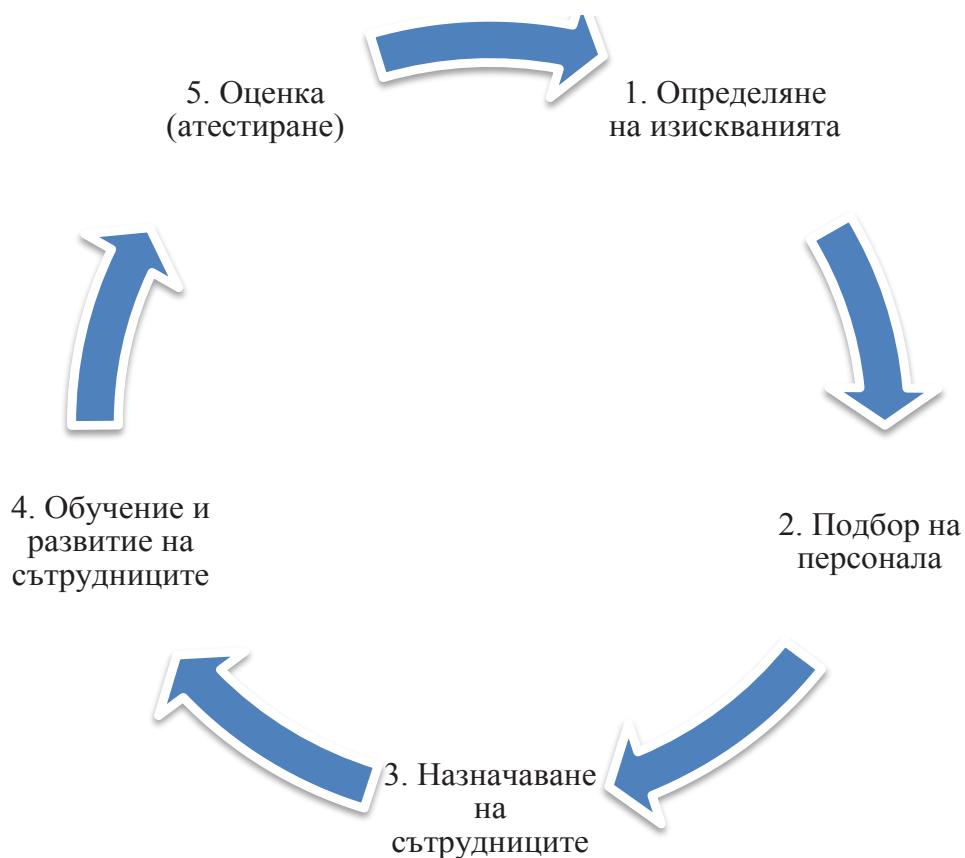 1. Определяне
на изискванията
2. Подбор на
персонала
3. Назначаване
на
сътрудниците
4. Обучение и
развитие на
сътрудниците
5. Оценка
(атестиране)